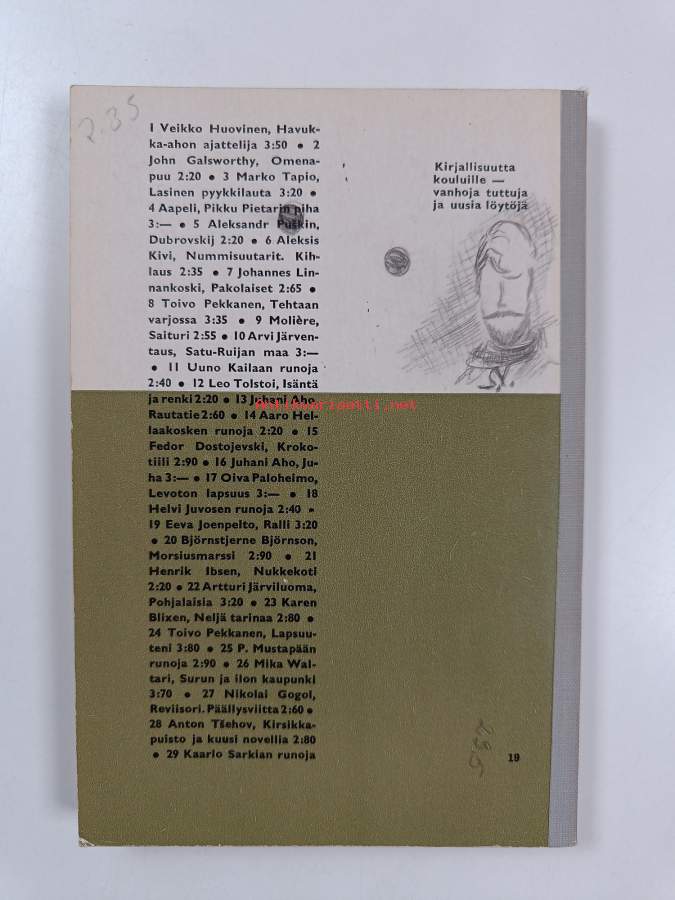 2.35
1 Veikko Huovinen, Havuk-
ka-ahon ajattelija 3:50 ● 2
John Galsworthy, Omena-
puu 2:20 ● 3 Marko Tapio,
Lasinen pyykkilauta 3:20 ●
4 Aapeli, Pikku Pietarin piha
3:— ● 5 Aleksandr Puškin,
Dubrovskij 2:20 ● 6 Aleksis
Kivi, Nummisuutarit. Kih-
laus 2:35 ● 7 Johannes Lin-
nankoski, Pakolaiset 2:65 ●
8 Toivo Pekkanen, Tehtaan
varjossa 3:35 ● 9 Molière,
Saituri 2:55 ● 10 Arvi Järven-
taus, Satu-Ruijan maa 3:—
● 11 Uuno Kailaan runoja
2:40 ● 12 Leo Tolstoi, Isäntä
ja renki 2:20 ● 13 Juhani Aho,
Rautatie 2:60 ● 14 Aaro Hel-
laakosken runoja 2:20 ● 15
Fedor Dostojevski, Kroko-
tiili 2:90 ● 16 Juhani Aho, Ju-
ha 3:— ● 17 Oiva Paloheimo,
Levoton lapsuus 3:— ● 18
Helvi Juvosen runoja 2:40 ●
19 Eeva Joenpelto, Ralli 3:20
● 20 Björnstjerne Björnson,
Morsiusmarssi 2:90 ● 21
Henrik Ibsen, Nukkekoti
2:20 ● 22 Artturi Järviluoma,
Pohjalaisia 3:20 ● 23 Karen
Blixen, Neljä tarinaa 2:80 ●
24 Toivo Pekkanen, Lapsuu-
teni 3:80 ● 25 P. Mustapään
runoja 2:90 ● 26 Mika Wal-
tari, Surun ja ilon kaupunki
3:70 ● 27 Nikolai Gogol,
Reviisori. Päällysviitta 2:60 ●
28 Anton Tšehov, Kirsikka-
puisto ja kuusi novellia 2:80
● 29 Kaarlo Sarkian runoja
Kirjallisuutta
kouluille —
vanhoja tuttuja
ja uusia löytöjä
Antikvariaatti.net
19